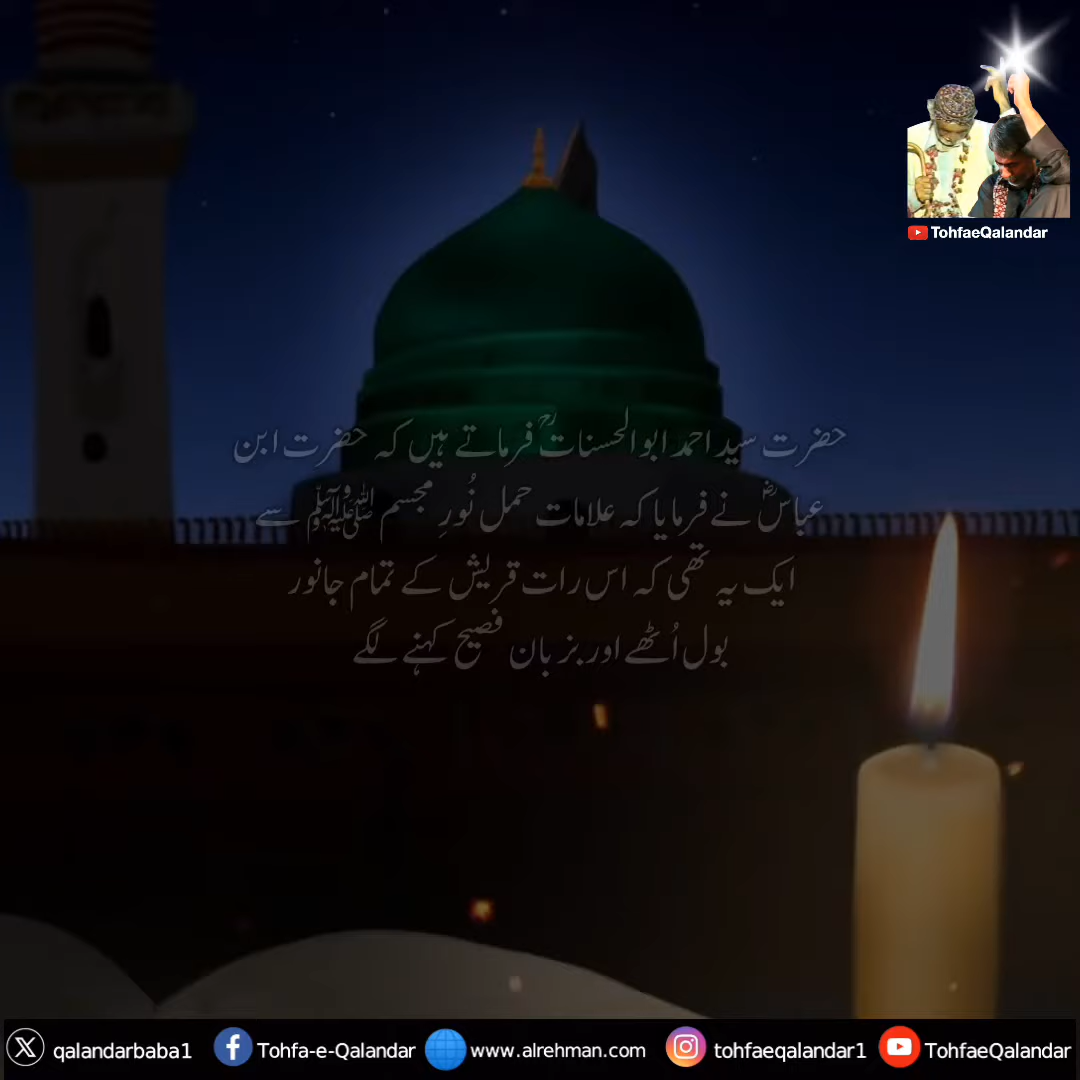 TohfaeQalandar
حضرت سید احمد ابوالحسناتؒ فرماتے ہیں کہ حضرت ابن
عباسؓ نے فرمایا کہ علامات حمل نُورِ مجسم ﷺ سے
ایک یہ تھی کہ اس رات قریش کے تمام جانور
بول اُٹھے اور بزبان فصیح کہنے لگے
qalandarbaba1 Tohfa-e-Qalandar www.alrehman.com tohfaeqalandar1 TohfaeQalandar